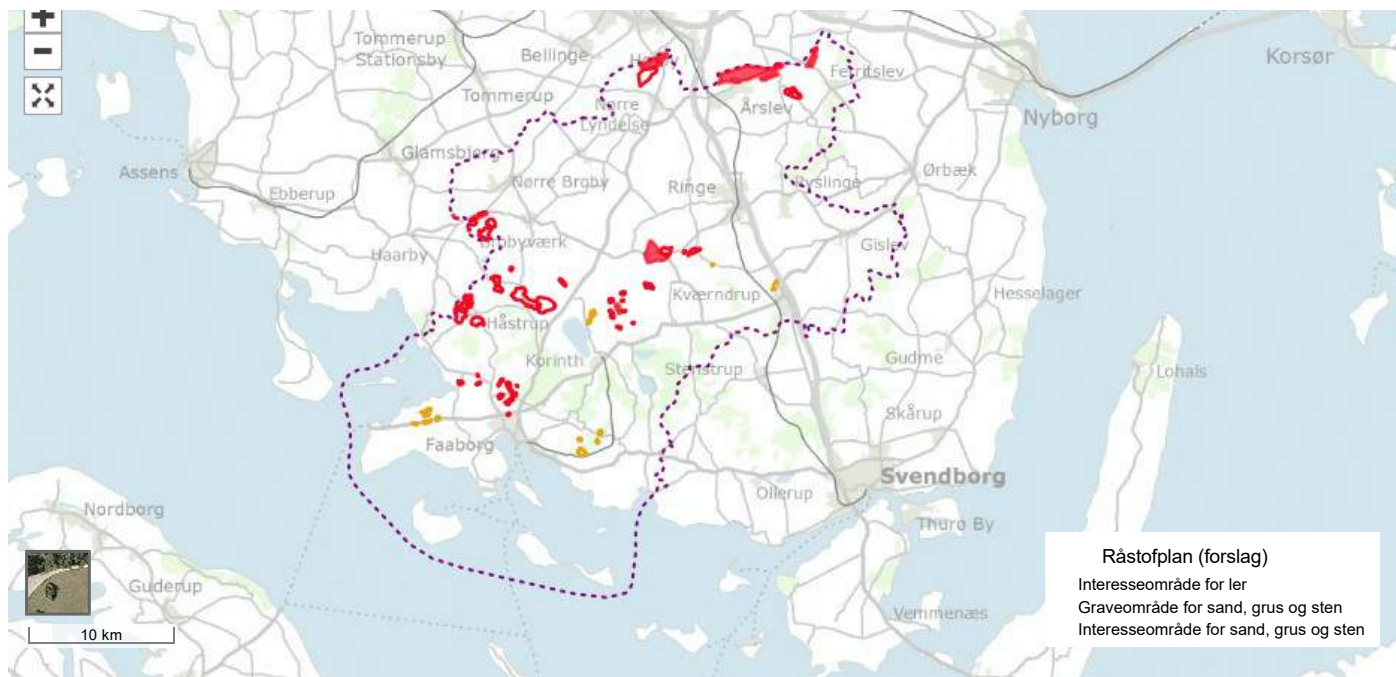 +
−
Tommerup
Stationsby
Bellinge
Korsør
Ferritslev
Tommerup
Nørre
Lyndelse
Årslev
Nyborg
Glamsbjerg
Assens
Ebberup
Nørre Broby
Ringe
Ryslinge
Ørbæk
Haarby
Brobyværk
Gislev
Kværndrup
Hesselager
Håstrup
Korinth
Stenstrup
Gudme
Lohals
Skårup
Faaborg
Svendborg
Ollerup
Nordborg
Thurø By
Guderup
Vemmenæs
10 km
Råstofplan (forslag)
Interesseområde for ler
Graveområde for sand, grus og sten
Interesseområde for sand, grus og sten